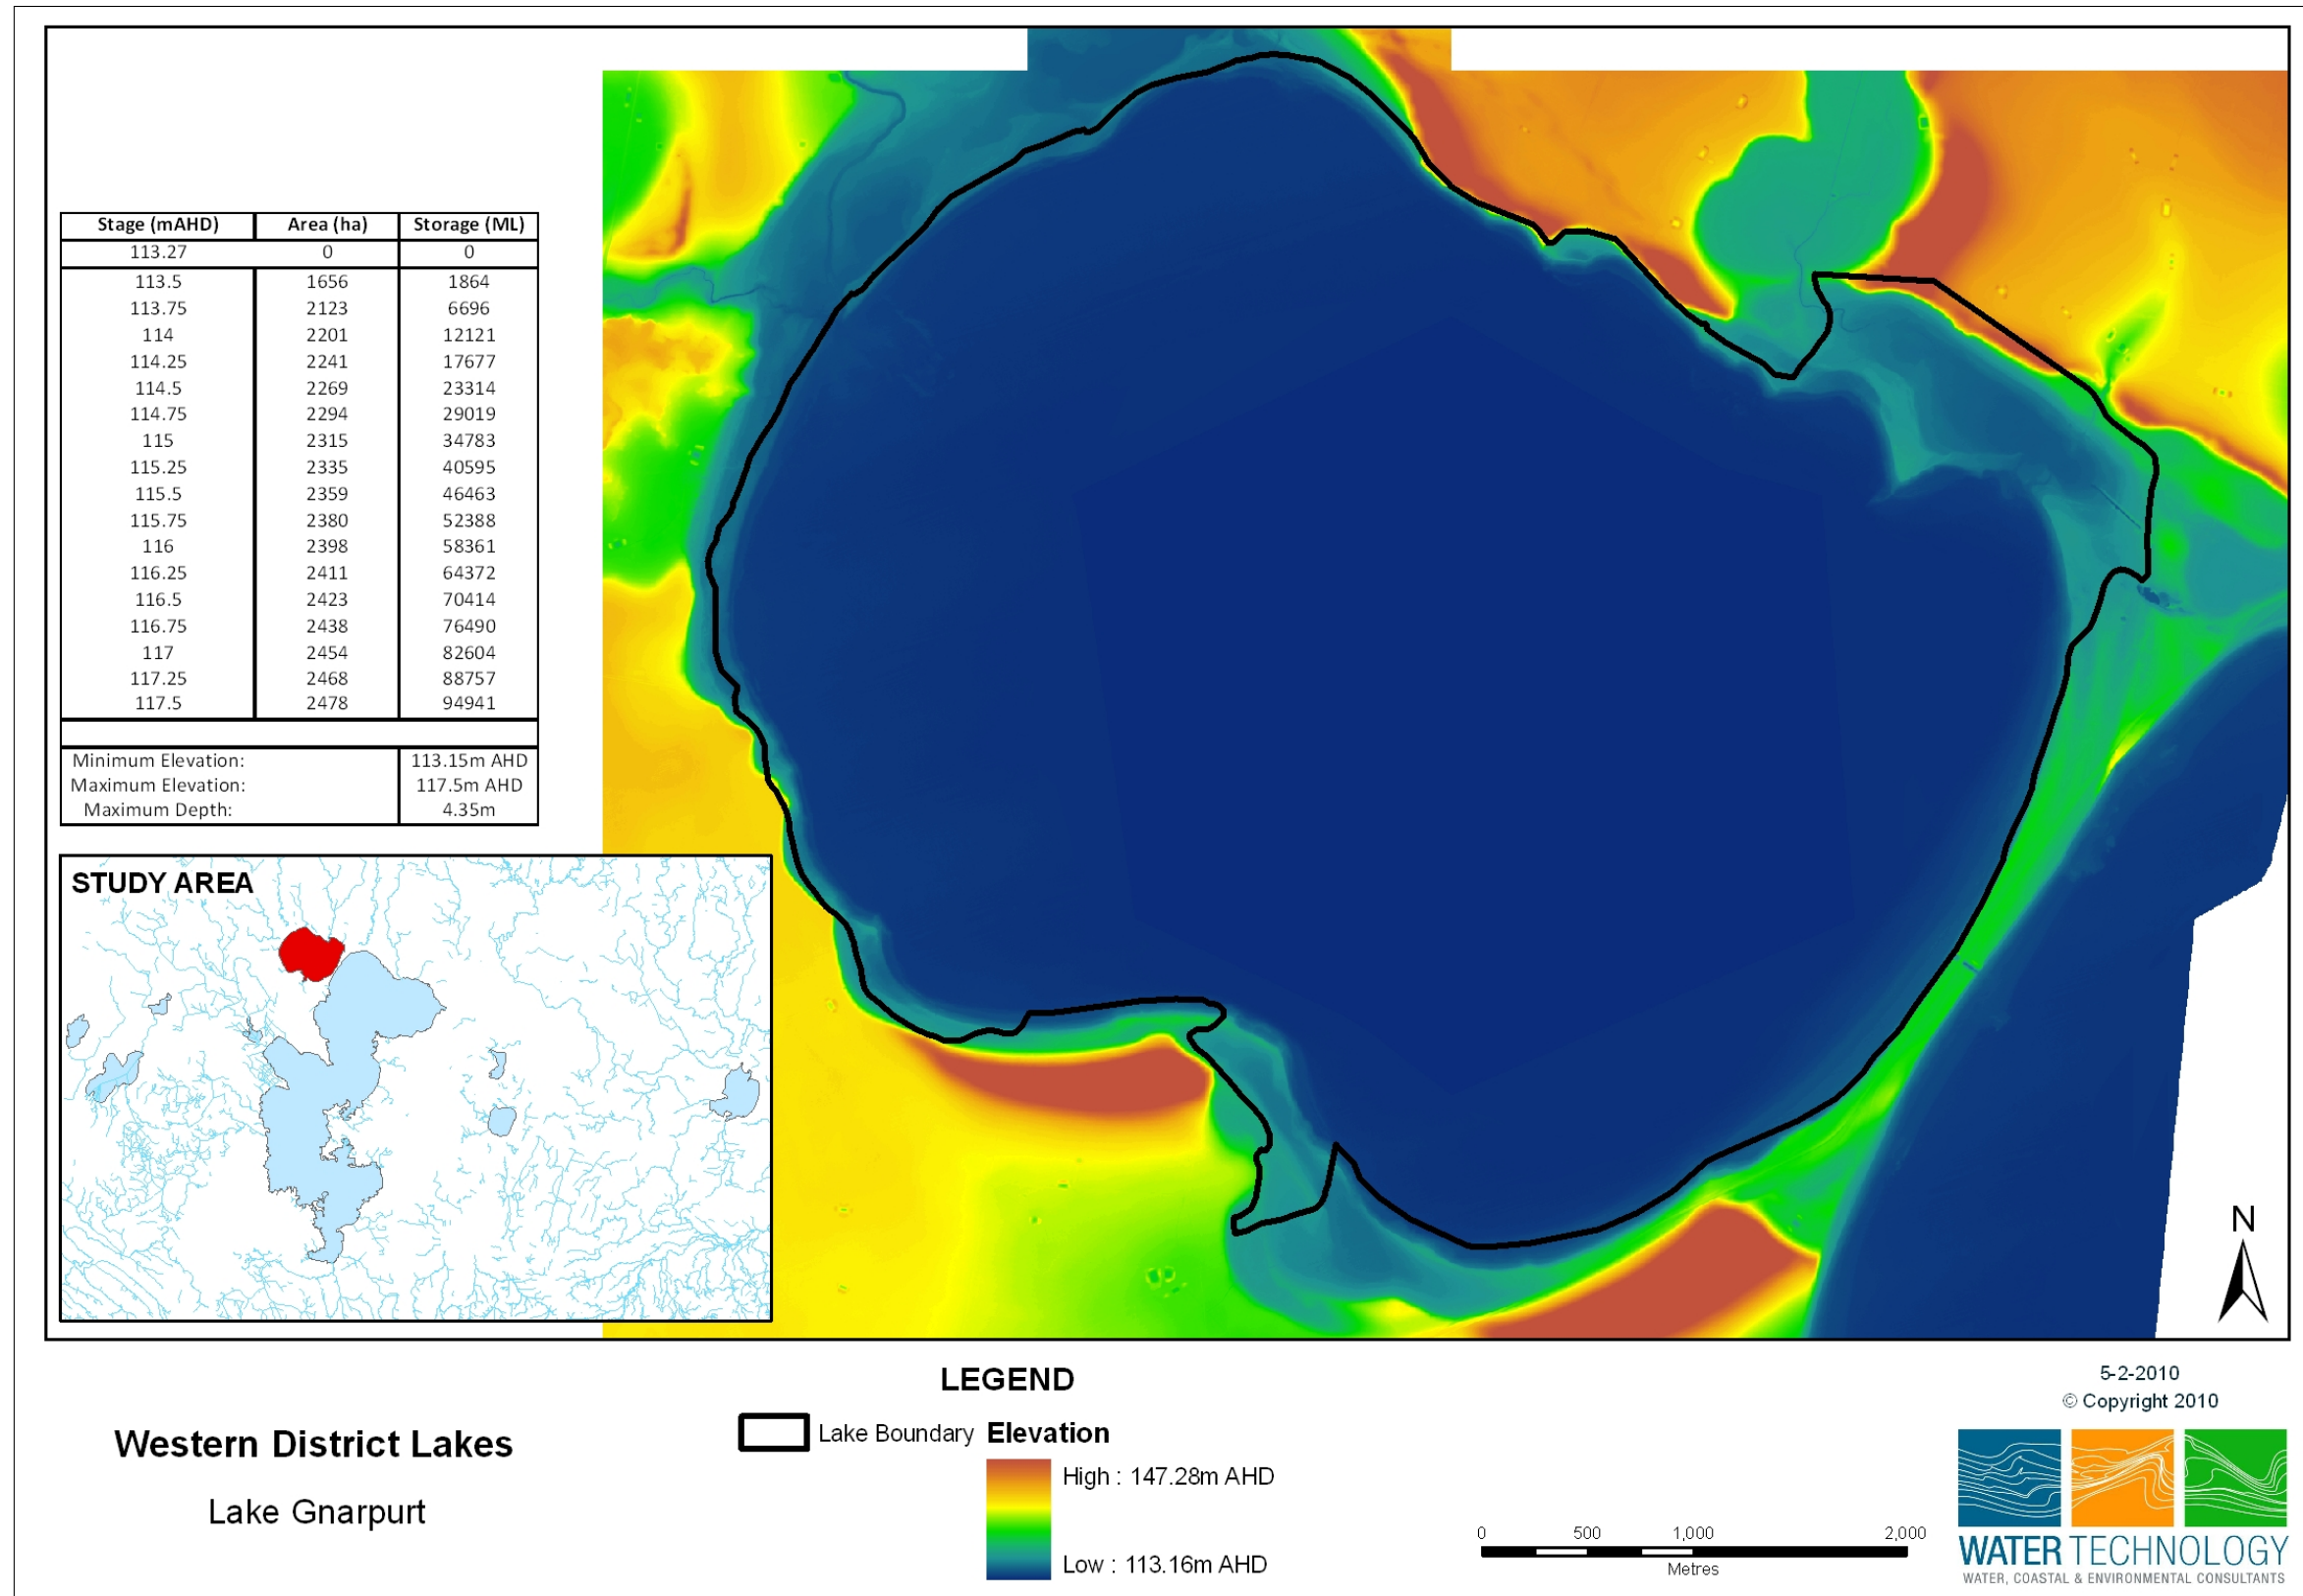 Stage (mAHD) Area (ha) Storage (ML)
113.27 0 0
113.5 1656 1864
113.75 2123 6696
114 2201 12121
114.25 2241 17677
114.5 2269 23314
114.75 2294 29019
115 2315 34783
115.25 2335 40595
115.5 2359 46463
115.75 2380 52388
116 2398 58361
116.25 2411 64372
116.5 2423 70414
116.75 2438 76490
117 2454 82604
117.25 2468 88757
117.5 2478 94941
Minimum Elevation: 113.15m AHD
Maximum Elevation: 117.5m AHD
Maximum Depth: 4.35m
STUDY AREA
N
Western District Lakes
Lake Gnarpurt
LEGEND
Lake Boundary
Elevation
High : 147.28m AHD
Low : 113.16m AHD
0 500 1,000 2,000
Metres
5-2-2010
© Copyright 2010
WATER TECHNOLOGY
WATER, COASTAL & ENVIRONMENTAL CONSULTANTS